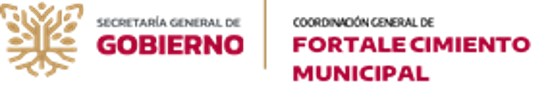 SECRETARÍA GENERAL DE
GOBIERNO
COORDINACIÓN GENERAL DE
FORTALECIMIENTO
MUNICIPAL